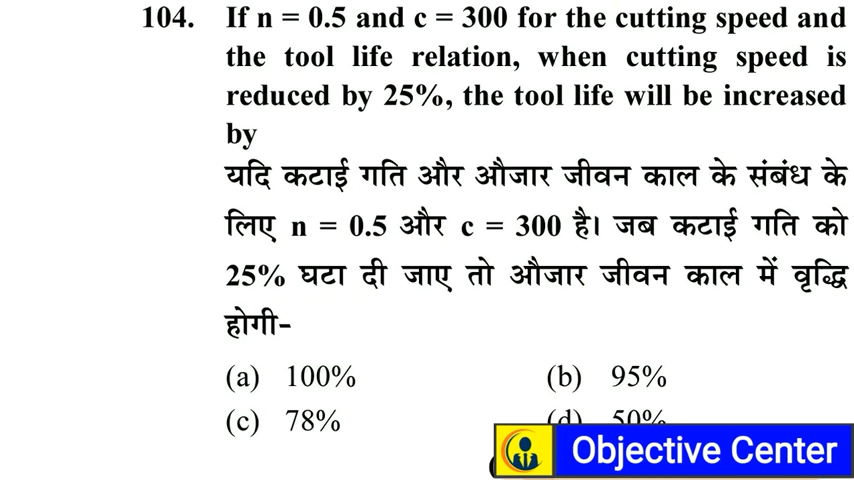 104. If n = 0.5 and c = 300 for the cutting speed and
the tool life relation, when cutting speed is
reduced by 25%, the tool life will be increased
by
यदि कटाई गति और औजार जीवन काल के संबंध के
लिए n = 0.5 और c = 300 है। जब कटाई गति को
25% घटा दी जाए तो औजार जीवन काल में वृद्धि
होगी-
(a) 100% (b) 95%
(c) 78% (d) 50%
Objective Center